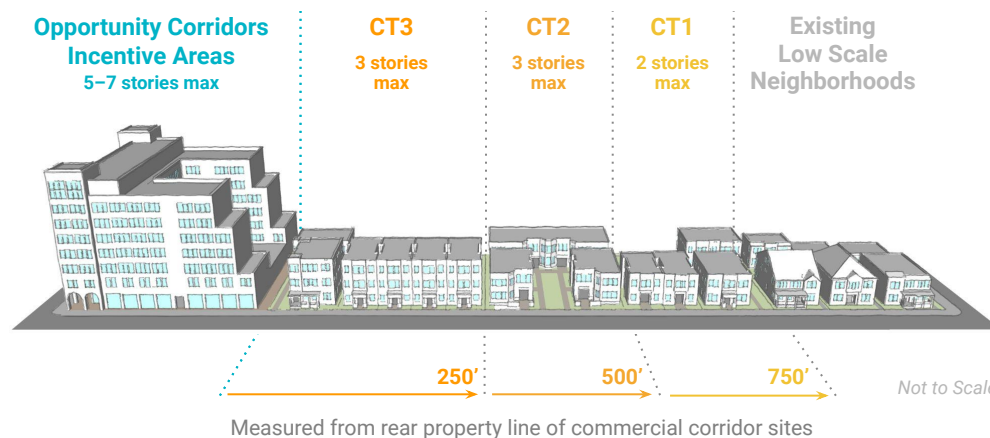 Opportunity Corridors
Incentive Areas
5–7 stories max
CT3
3 stories
max
CT2
3 stories
max
CT1
2 stories
max
Existing
Low Scale
Neighborhoods
250’
500’
750’
Not to Scale
Measured from rear property line of commercial corridor sites